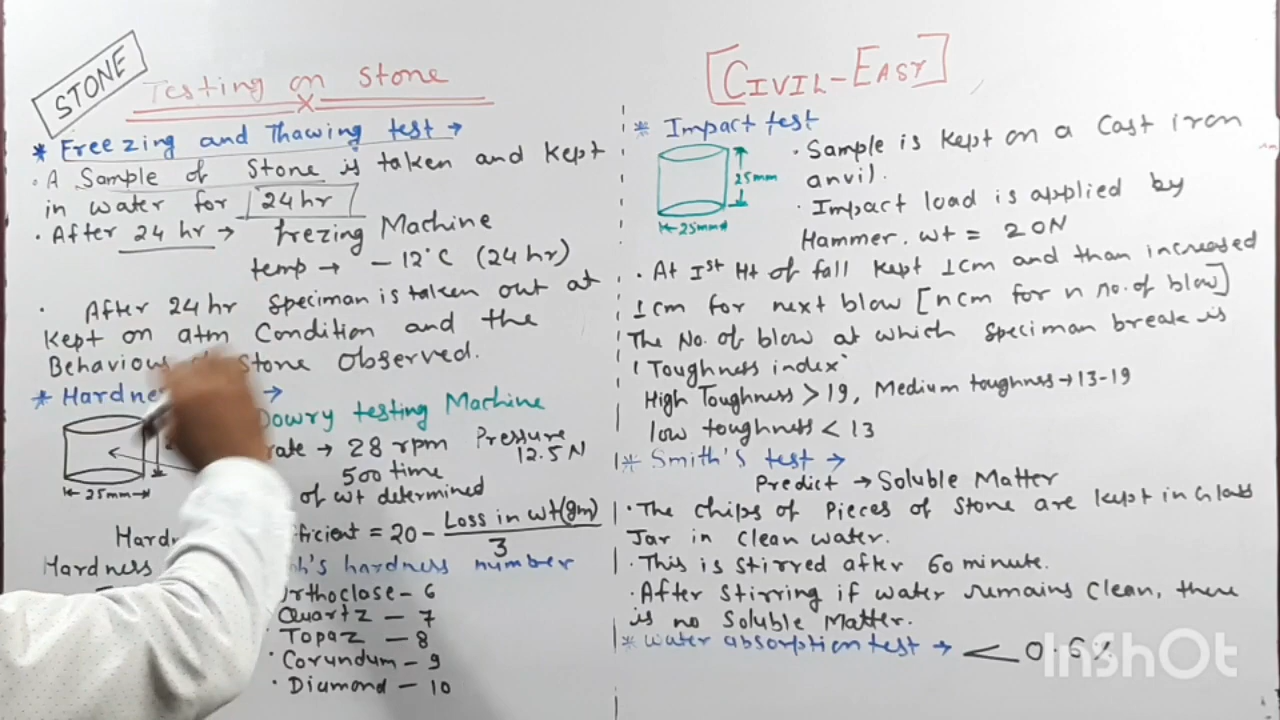 STONE
Testing on Stone
[CIVIL-EASY]
* Freezing and Thawing test →
· A Sample of Stone is taken and kept
in water for 24 hr
· After 24 hr → frezing Machine
temp → -12°C (24 hr)
· After 24 hr Speciman is taken out at
kept on atm Condition and the
Behaviour Stone Observed.
* Hardne →
Dowry testing Machine
rate → 28 rpm Pressure
12.5 N
500 time
of wt determined
← 25mm →
Hard ficient = 20 - Loss in wt(gm)/3
Hardness h's hardness number
rthoclose - 6
Quartz - 7
· Topaz - 8
· Corundum - 9
· Diamond - 10
* Impact test
25mm
← 25mm →
· Sample is kept on a Cast iron
anvil.
· Impact load is applied by
Hammer. wt = 20N
· At Ist Ht of fall kept 1cm and than increased
1cm for next blow [n cm for n no. of blow]
The No. of blow at which Speciman break is
'Toughness index'
High Toughness > 19, Medium toughness → 13-19
low toughness < 13
* Smith's test →
Predict → Soluble Matter
· The chips of Pieces of Stone are kept in Glass
Jar in clean water.
· This is stirred after 60 minute.
· After Stirring if water remains Clean, there
is no Soluble Matter.
* water absorption test → < 0.6%
InShOt